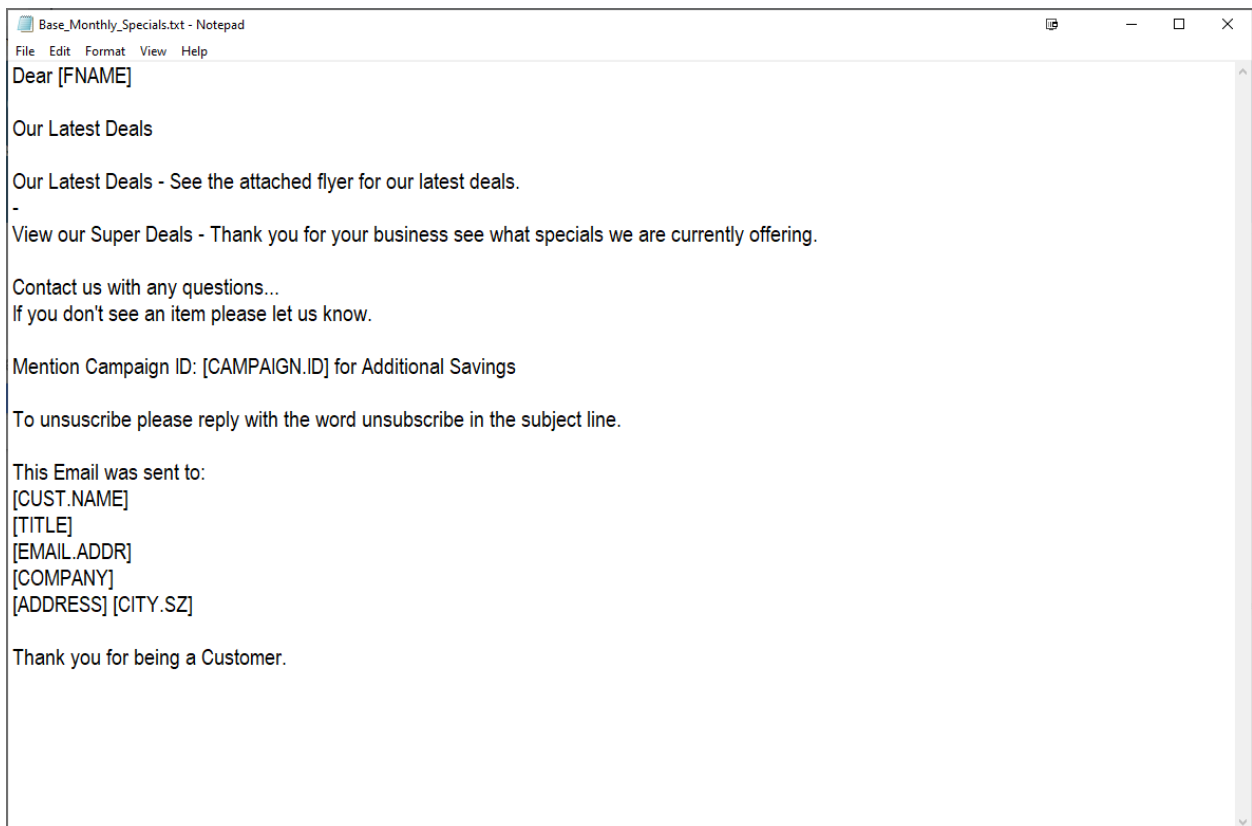 Base_Monthly_Specials.txt - Notepad
File Edit Format View Help
Dear [FNAME]
Our Latest Deals
Our Latest Deals - See the attached flyer for our latest deals.
-
View our Super Deals - Thank you for your business see what specials we are currently offering.
Contact us with any questions...
If you don't see an item please let us know.
Mention Campaign ID: [CAMPAIGN.ID] for Additional Savings
To unsuscribe please reply with the word unsubscribe in the subject line.
This Email was sent to:
[CUST.NAME]
[TITLE]
[EMAIL.ADDR]
[COMPANY]
[ADDRESS] [CITY.SZ]
Thank you for being a Customer.